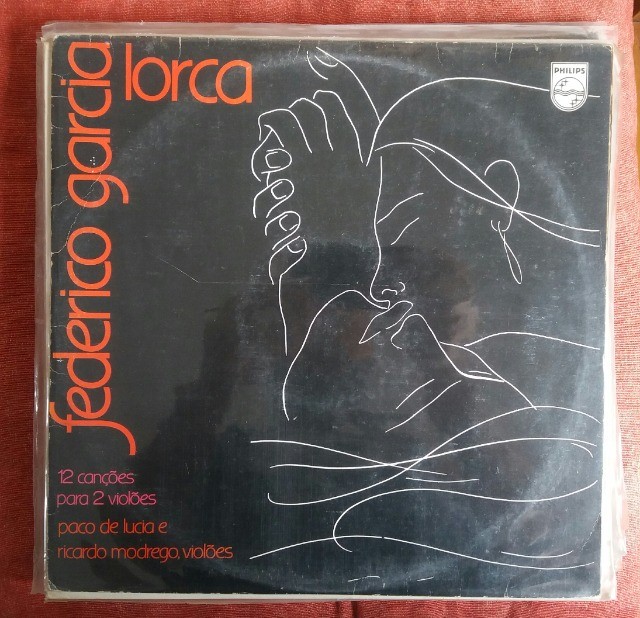 federico garcia
lorca
PHILIPS
12 canções
para 2 violões
paco de lucia e
ricardo modrego, violões